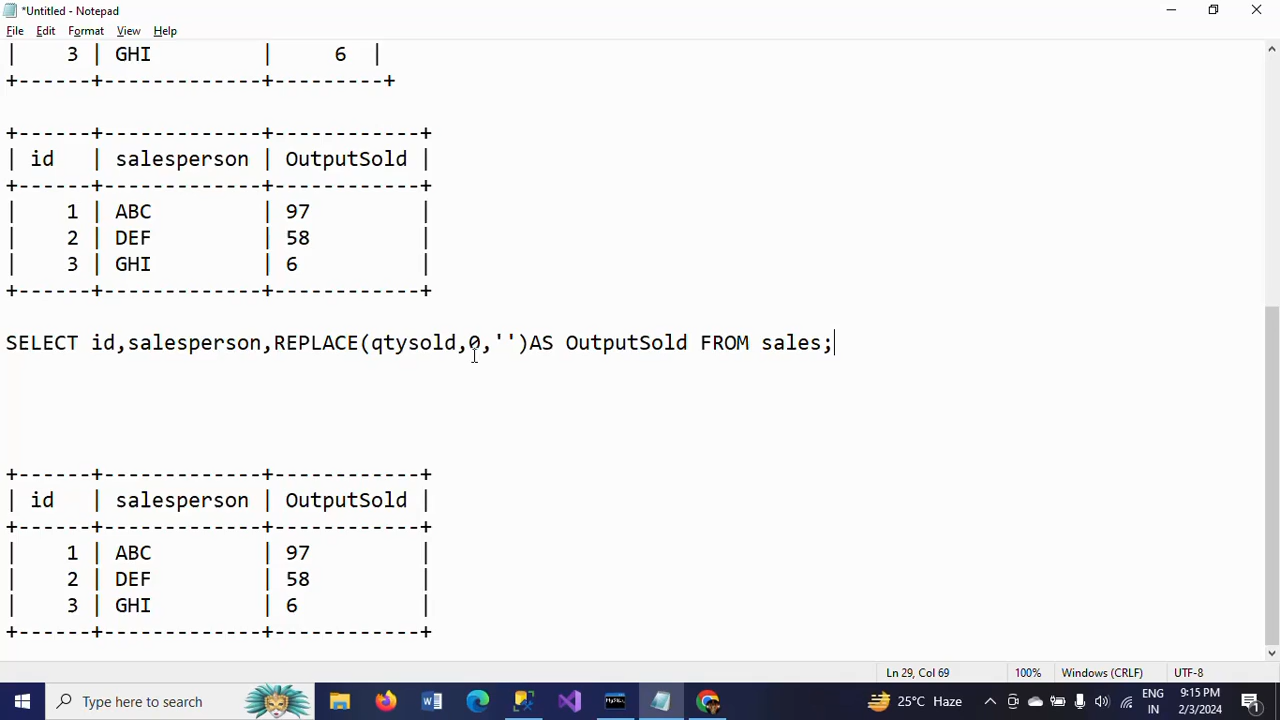 *Untitled - Notepad
File Edit Format View Help
|     3 | GHI         |     6  |
+------+-------------+---------+
+------+-------------+------------+
| id   | salesperson | OutputSold |
+------+-------------+------------+
|    1 | ABC         | 97         |
|    2 | DEF         | 58         |
|    3 | GHI         | 6          |
+------+-------------+------------+
SELECT id,salesperson,REPLACE(qtysold,0,'')AS OutputSold FROM sales;
+------+-------------+------------+
| id   | salesperson | OutputSold |
+------+-------------+------------+
|    1 | ABC         | 97         |
|    2 | DEF         | 58         |
|    3 | GHI         | 6          |
+------+-------------+------------+
Ln 29, Col 69 100% Windows (CRLF) UTF-8
Type here to search
MySQL
25°C Haze
ENG
IN
9:15 PM
2/3/2024
1